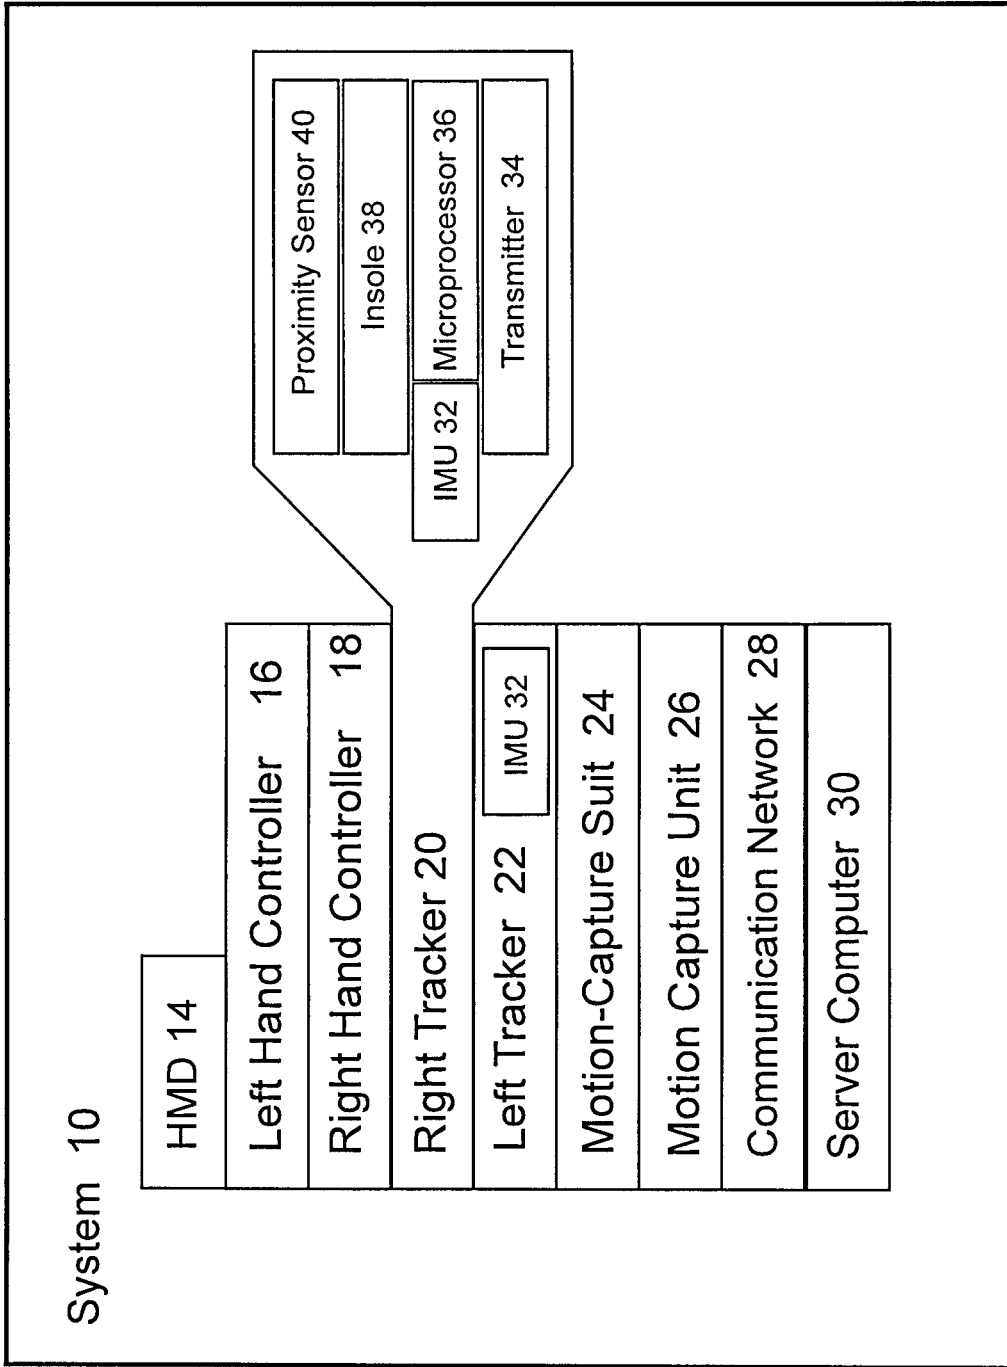 System 10
HMD 14
Left Hand Controller 16
Right Hand Controller 18
Right Tracker 20
Left Tracker 22
IMU 32
Motion-Capture Suit 24
Motion Capture Unit 26
Communication Network 28
Server Computer 30
Proximity Sensor 40
Insole 38
IMU 32
Microprocessor 36
Transmitter 34